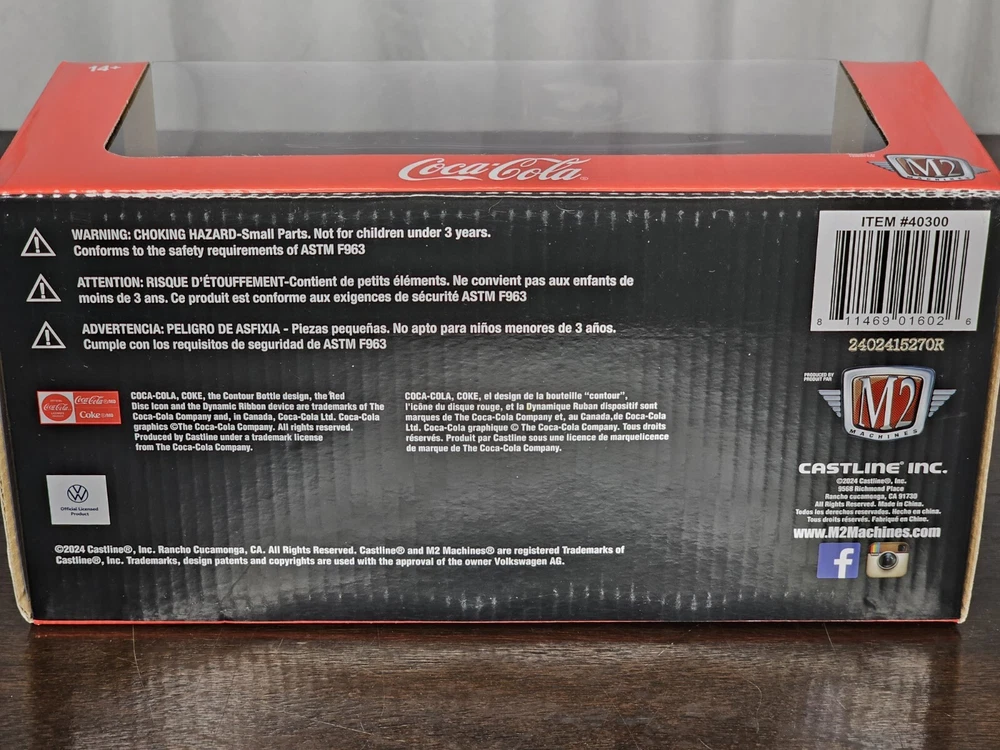 14+
Coca-Cola
M2
WARNING: CHOKING HAZARD-Small Parts. Not for children under 3 years.
Conforms to the safety requirements of ASTM F963
ATTENTION: RISQUE D'ÉTOUFFEMENT-Contient de petits éléments. Ne convient pas aux enfants de
moins de 3 ans. Ce produit est conforme aux exigences de sécurité ASTM F963
ADVERTENCIA: PELIGRO DE ASFIXIA - Piezas pequeñas. No apto para niños menores de 3 años.
Cumple con los requisitos de seguridad de ASTM F963
ITEM #40300
8 11469 01602 6
2402415270R
Coca-Cola
Coca-Cola
Coke
COCA-COLA, COKE, the Contour Bottle design, the Red
Disc Icon and the Dynamic Ribbon device are trademarks of The
Coca-Cola Company and, in Canada, Coca-Cola Ltd. Coca-Cola
graphics ©The Coca-Cola Company. All rights reserved.
Produced by Castline under a trademark license
from The Coca-Cola Company.
COCA-COLA, COKE, el design de la bouteille "contour",
l'icône du disque rouge, et la Dynamique Ruban dispositif sont
marques de The Coca-Cola Company et, au Canada,de Coca-Cola
Ltd. Coca-Cola graphique © The Coca-Cola Company. Tous droits
réservés. Produit par Castline sous une licence de marquelicence
de marque de The Coca-Cola Company.
PRODUCED BY
PRODUIT PAR
M2
MACHINES
CASTLINE® INC.
©2024 Castline®, Inc.
9568 Richmond Place
Rancho cucamonga, CA 91730
All Rights Reserved. Made in China.
Todos los derechos reservados. Hecho en china.
Tous droits réservés. Fabriqué en Chine.
www.M2Machines.com
f
Official Licensed
Product
©2024 Castline®, Inc. Rancho Cucamonga, CA. All Rights Reserved. Castline® and M2 Machines® are registered Trademarks of
Castline®, Inc. Trademarks, design patents and copyrights are used with the approval of the owner Volkswagen AG.